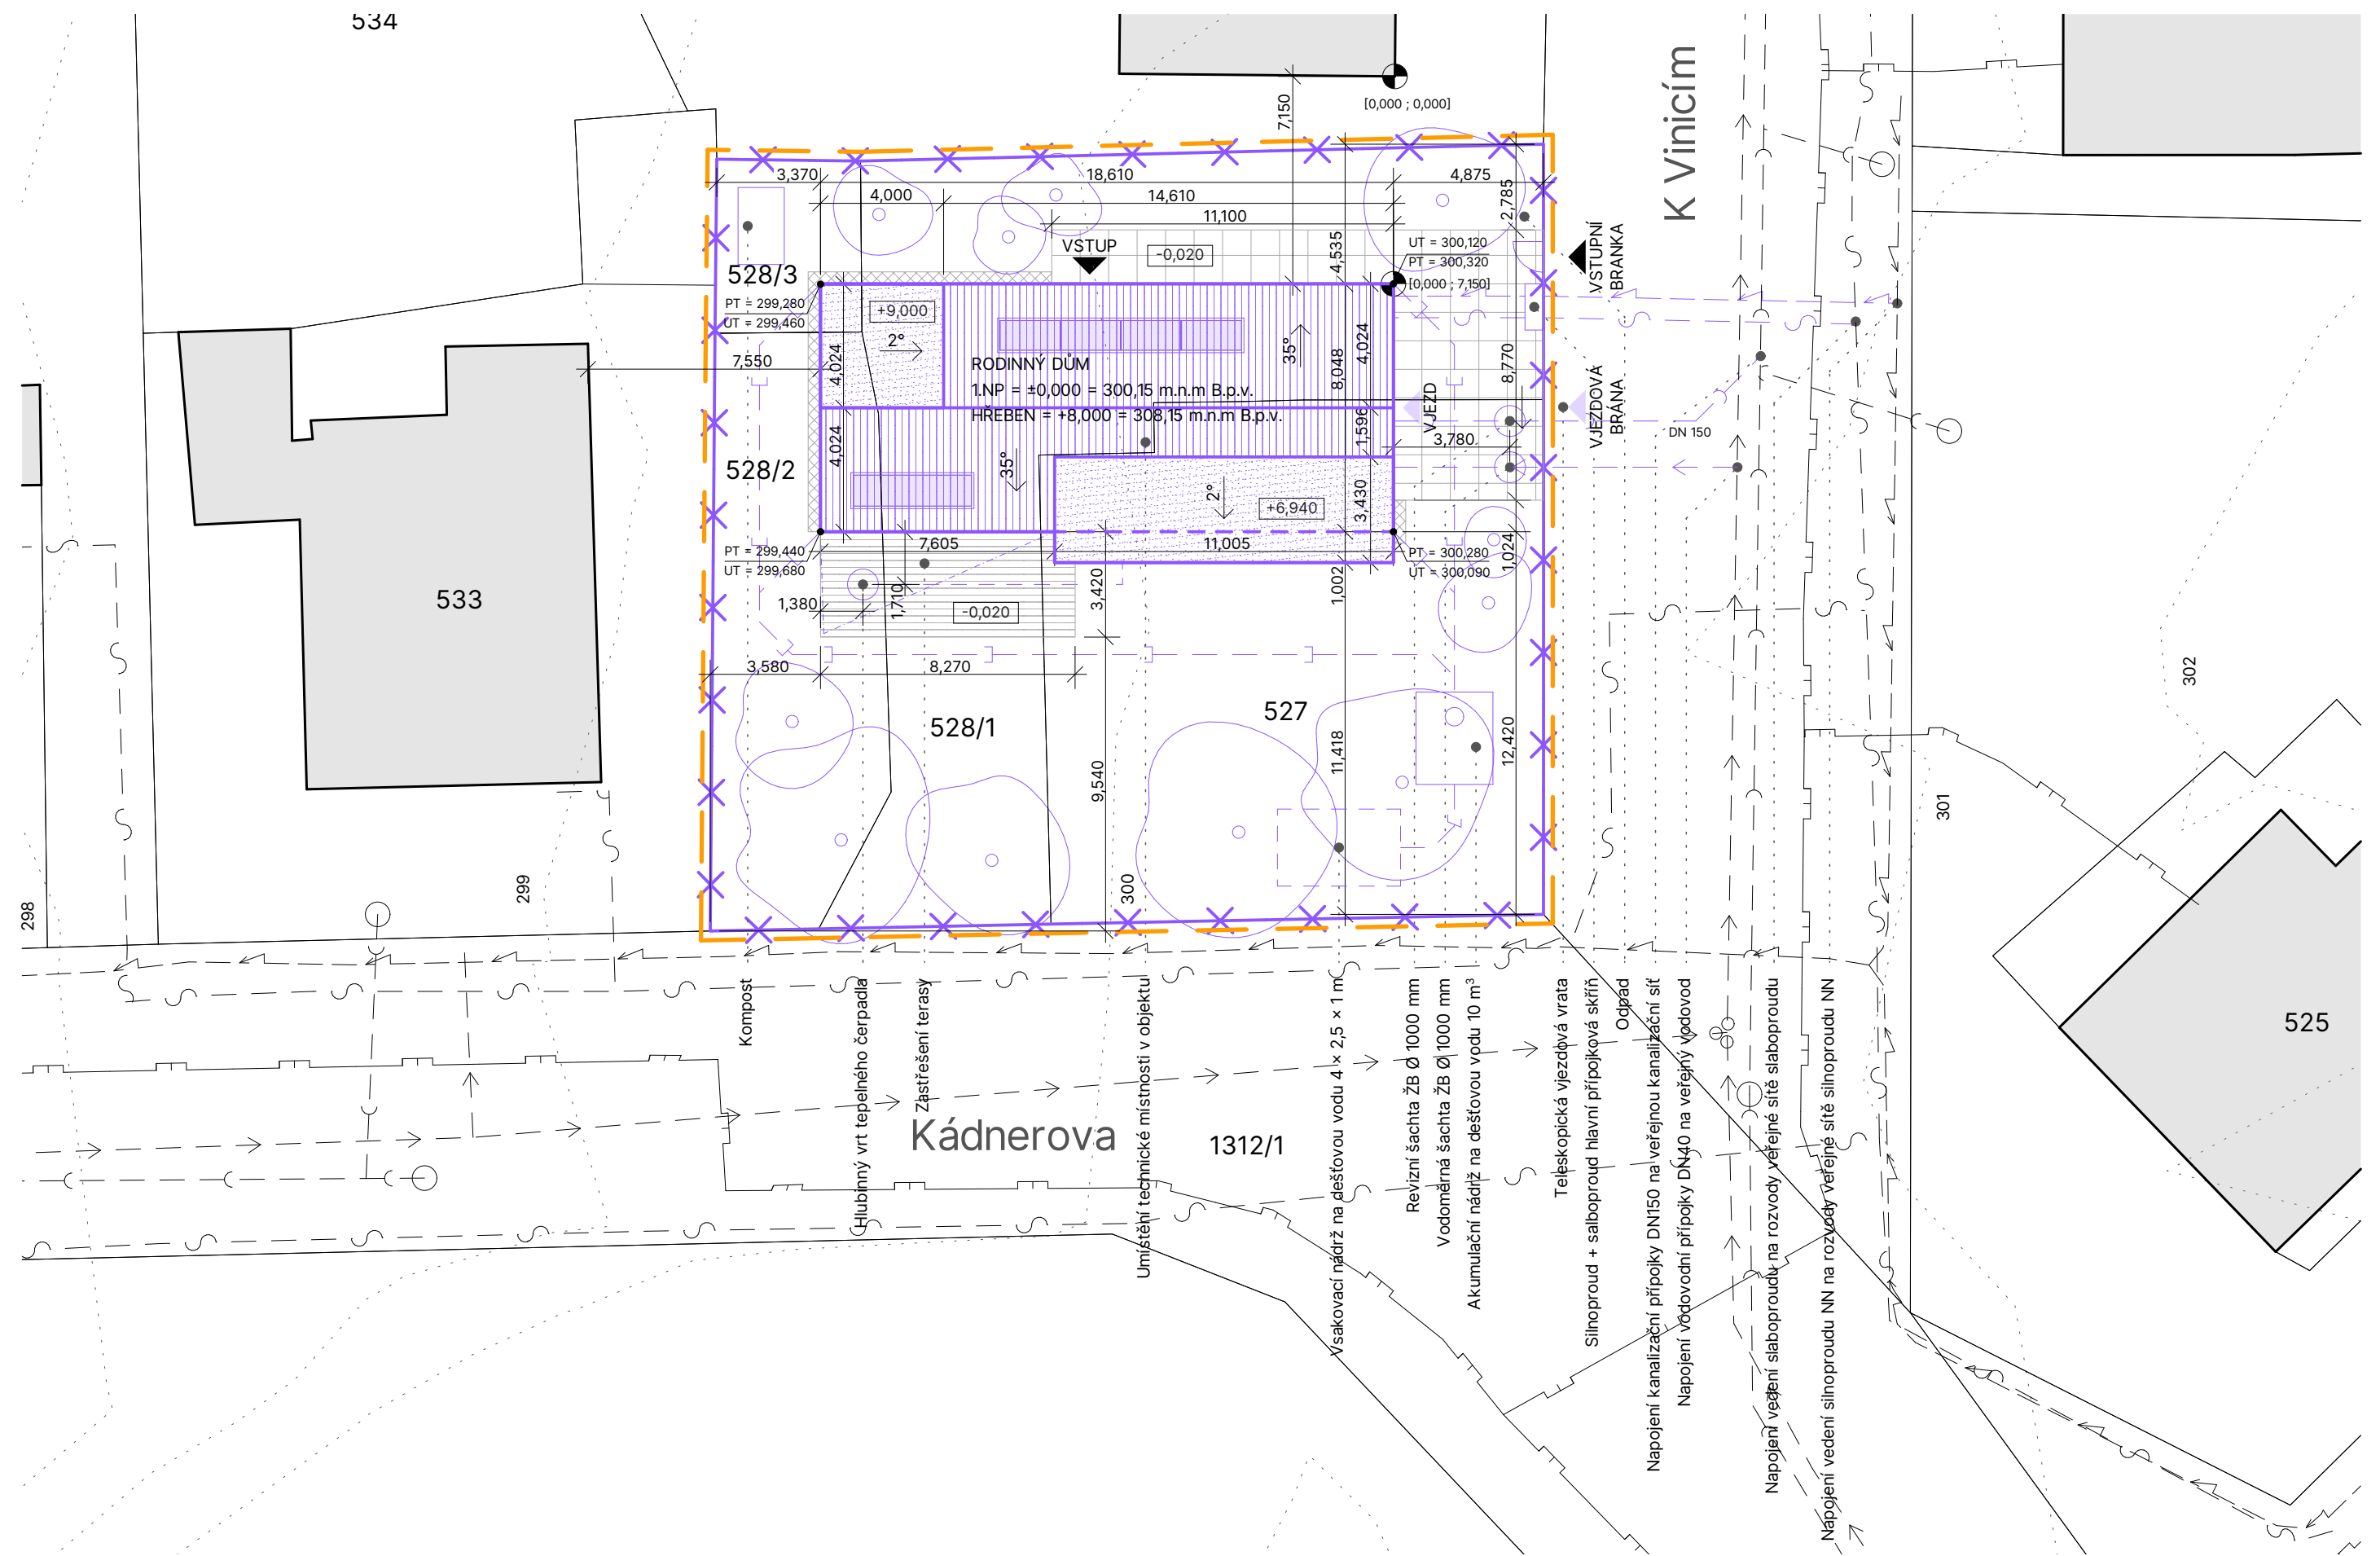 534
K Vinicím
[0,000 ; 0,000]
7,150
3,370
18,610
4,875
4,000
14,610
2,785
11,100
VSTUP
-0,020
4,535
UT = 300,120
PT = 300,320
[0,000 ; 7,150]
VSTUPNÍ
BRANKA
528/3
PT = 299,280
UT = 299,460
+9,000
2°
7,550
4,024
RODINNÝ DŮM
1.NP = ±0,000 = 300,15 m.n.m B.p.v.
HŘEBEN = +8,000 = 308,15 m.n.m B.p.v.
35°
8,048
4,024
8,770
VJEZD
VJEZDOVÁ
BRÁNA
DN 150
1,596
3,780
528/2
4,024
35°
2°
+6,940
3,430
PT = 299,440
UT = 299,680
7,605
11,005
PT = 300,280
UT = 300,090
1,024
1,380
1,710
-0,020
3,420
1,002
533
3,580
8,270
528/1
527
9,540
11,418
12,420
302
301
300
299
298
525
Kompost
Hlubinný vrt tepelného čerpadla
Zastřešení terasy
Umístění technické místnosti v objektu
Vsakovací nádrž na dešťovou vodu 4 × 2,5 × 1 m
Revizní šachta ŽB Ø 1000 mm
Vodoměrná šachta ŽB Ø 1000 mm
Akumulační nádrž na dešťovou vodu 10 m³
Teleskopická vjezdová vrata
Silnoproud + salboproud hlavní přípojková skříň
Odpad
Napojení kanalizační přípojky DN150 na veřejnou kanalizační síť
Napojení vodovodní přípojky DN40 na veřejný vodovod
Napojení vedení slaboproudu na rozvody veřejné sítě slaboproudu
Napojení vedení silnoproudu NN na rozvody veřejné sítě silnoproudu NN
Kádnerova
1312/1